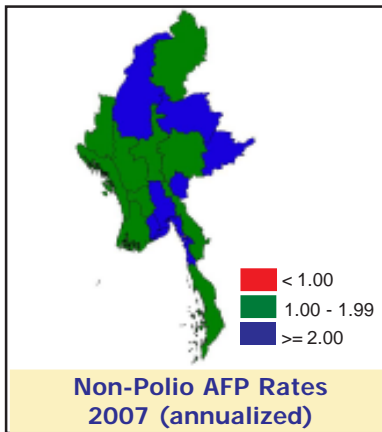 < 1.00
1.00 - 1.99
>= 2.00
Non-Polio AFP Rates
2007 (annualized)